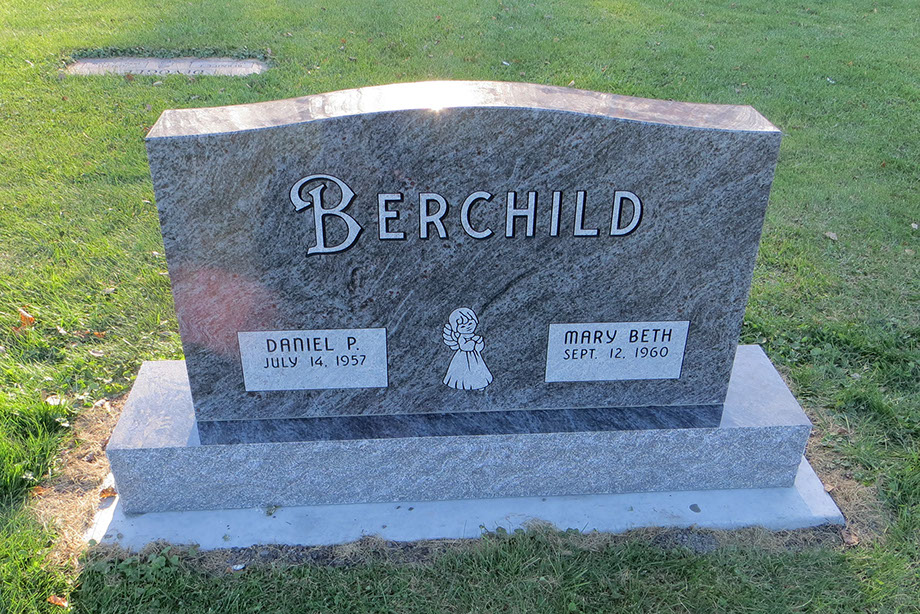 BERCHILD
DANIEL P.
JULY 14, 1957
MARY BETH
SEPT. 12, 1960